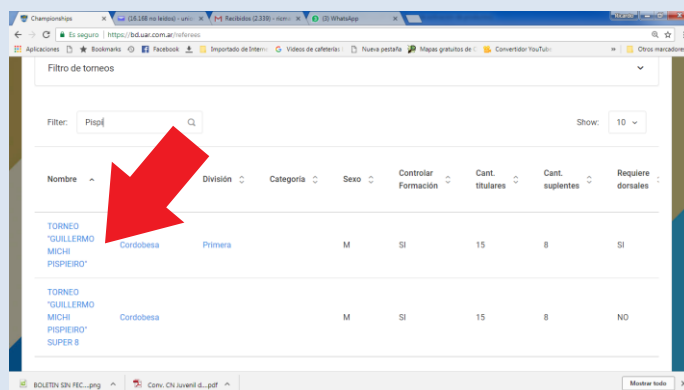 Championships
(16.168 no leídos) - unio
M Recibidos (2.339) - riomi
(3) WhatsApp
Es seguro | https://bd.uar.com.ar/referees
Aplicaciones
D
Bookmarks
Facebook
Importado de Interne
G Videos de cafeterías
Nueva pestaña
Mapas gratuitos de
Convertidor YouTube
» Otros marcadores
Filtro de torneos
Filter: Pispi
Show: 10
Nombre División Categoría Sexo Controlar Formación Cant. titulares Cant. suplentes Requiere dorsales
TORNEO "GUILLERMO MICHI PISPIEIRO" Cordobesa Primera M SI 15 8 SI
TORNEO "GUILLERMO MICHI PISPIEIRO" SUPER 8 Cordobesa M SI 15 8 NO
BOLETIN SIN FEC....png
Conv. CN Juvenil d....pdf
Mostrar todo